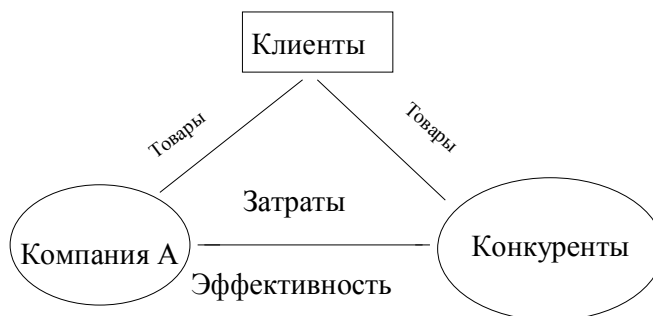 Клиенты
Товары
Товары
Затраты
Компания А
Конкуренты
Эффективность